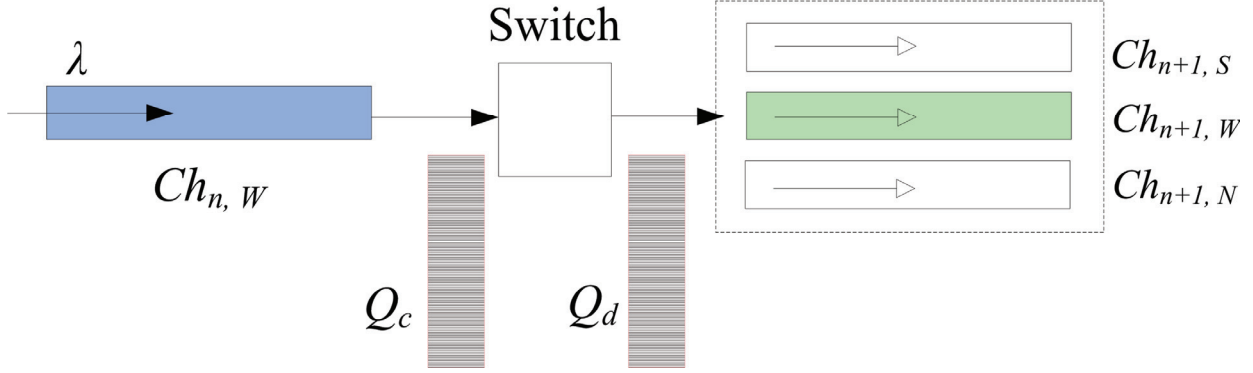 Switch
λ
Ch_{n, W}
Q_c
Q_d
Ch_{n+1, S}
Ch_{n+1, W}
Ch_{n+1, N}